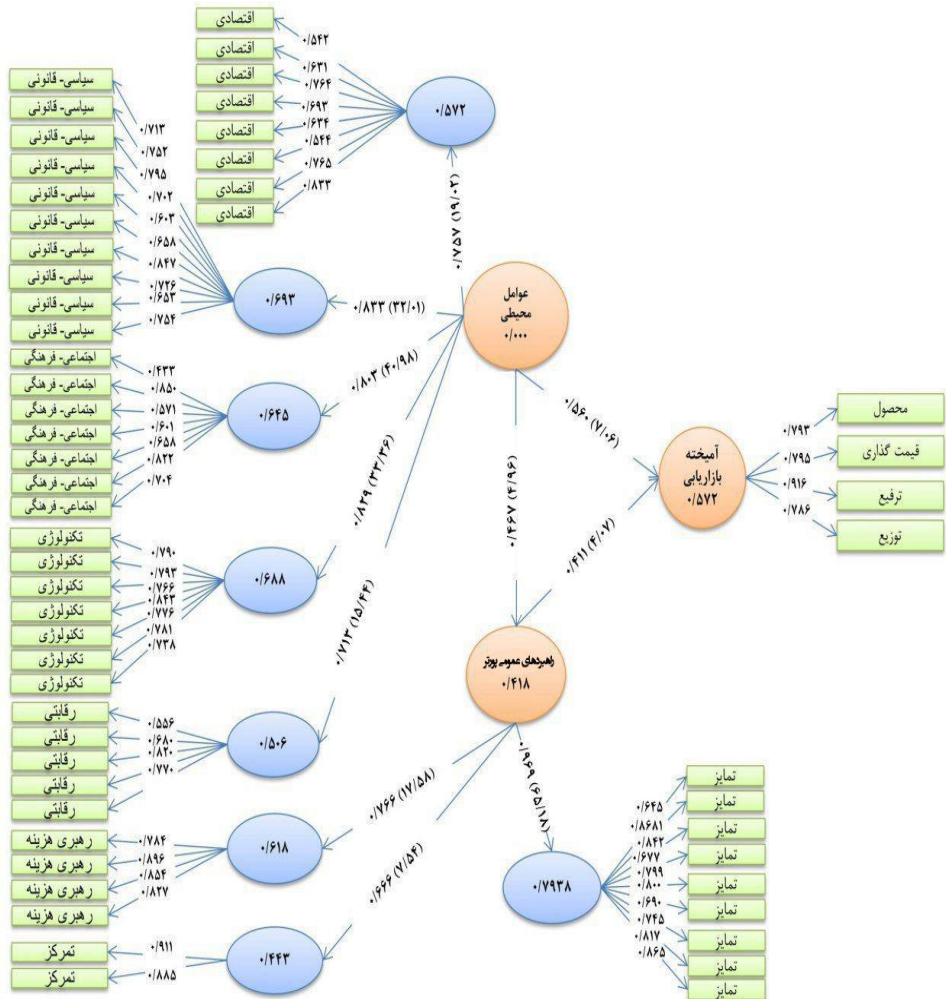 اقتصادی
اقتصادی
اقتصادی
اقتصادی
اقتصادی
اقتصادی
اقتصادی
اقتصادی
۰/۵۴۲
۰/۶۳۱
۰/۷۶۴
۰/۶۹۳
۰/۶۳۴
۰/۵۴۴
۰/۷۶۵
۰/۸۳۳
۰/۵۷۲
۰/۷۵۷ (۱۹/۰۲)
سیاسی- قانونی
سیاسی- قانونی
سیاسی- قانونی
سیاسی- قانونی
سیاسی- قانونی
سیاسی- قانونی
سیاسی- قانونی
سیاسی- قانونی
سیاسی- قانونی
سیاسی- قانونی
۰/۷۱۳
۰/۷۵۲
۰/۷۹۵
۰/۷۰۲
۰/۶۰۳
۰/۶۵۸
۰/۸۴۷
۰/۷۲۶
۰/۶۵۳
۰/۷۵۴
۰/۶۹۳
۰/۸۳۳ (۳۲/۰۱)
عوامل
محیطی
۰/۰۰۰
اجتماعی- فرهنگی
اجتماعی- فرهنگی
اجتماعی- فرهنگی
اجتماعی- فرهنگی
اجتماعی- فرهنگی
اجتماعی- فرهنگی
اجتماعی- فرهنگی
۰/۴۳۳
۰/۸۵۰
۰/۵۷۱
۰/۶۰۱
۰/۶۵۸
۰/۸۲۲
۰/۷۰۴
۰/۶۴۵
۰/۸۰۳ (۴۰/۹۸)
۰/۵۶۰ (۷/۰۶)
آمیخته
بازاریابی
۰/۵۷۲
۰/۷۹۳
۰/۷۹۵
۰/۹۱۶
۰/۷۸۶
محصول
قیمت گذاری
ترفیع
توزیع
۰/۴۶۷ (۴/۹۶)
۰/۴۱۱ (۴/۰۷)
تکنولوژی
تکنولوژی
تکنولوژی
تکنولوژی
تکنولوژی
تکنولوژی
تکنولوژی
۰/۷۹۰
۰/۷۹۳
۰/۷۶۶
۰/۸۴۳
۰/۷۷۶
۰/۷۸۱
۰/۷۳۸
۰/۶۸۸
۰/۸۲۹ (۳۳/۳۶)
راهبردهای عمومی پورتر
۰/۴۱۸
رقابتی
رقابتی
رقابتی
رقابتی
رقابتی
۰/۵۵۶
۰/۶۸۰
۰/۸۲۰
۰/۷۷۰
۰/۵۰۶
۰/۷۱۳ (۱۵/۴۴)
رهبری هزینه
رهبری هزینه
رهبری هزینه
رهبری هزینه
۰/۷۸۴
۰/۸۹۶
۰/۸۵۴
۰/۸۲۷
۰/۶۱۸
۰/۷۶۶ (۱۷/۵۸)
تمرکز
تمرکز
۰/۹۱۱
۰/۸۸۵
۰/۴۴۳
۰/۶۶۶ (۷/۵۴)
۰/۹۶۹ (۶۵/۱۸)
۰/۷۹۳۸
۰/۶۴۵
۰/۸۶۸۱
۰/۸۴۲
۰/۶۷۷
۰/۷۹۹
۰/۸۰۰
۰/۶۹۰
۰/۷۴۵
۰/۸۱۷
۰/۸۶۵
تمایز
تمایز
تمایز
تمایز
تمایز
تمایز
تمایز
تمایز
تمایز